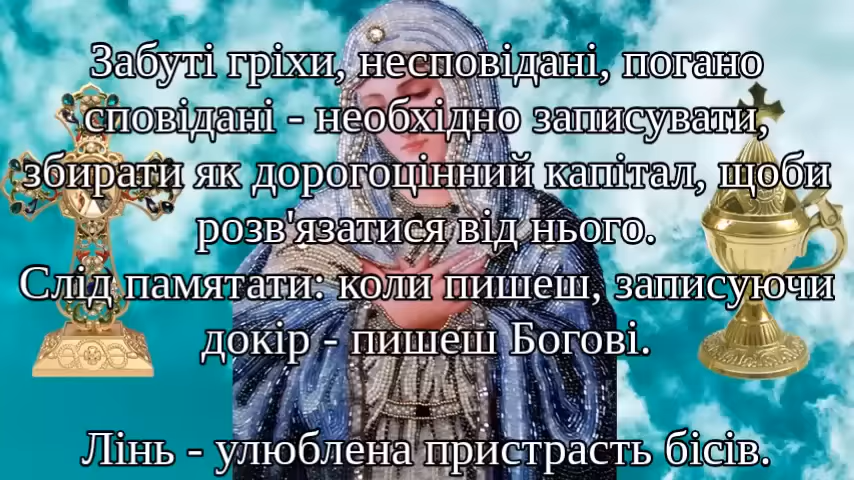 Забуті гріхи, несповідані, погано
сповідані - необхідно записувати,
збирати як дорогоцінний капітал, щоби
розв'язатися від нього.
Слід памятати: коли пишеш, записуючи
докір - пишеш Богові.
Лінь - улюблена пристрасть бісів.